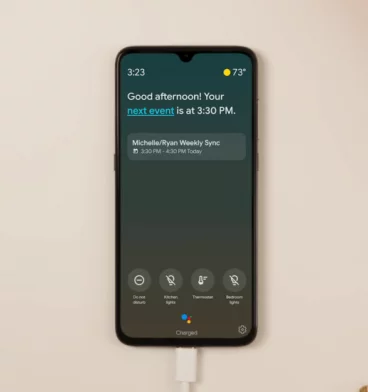 3:23
73°
Good afternoon! Your
next event is at 3:30 PM.
Michelle/Ryan Weekly Sync
3:30 PM - 4:30 PM Today
Do not
disturb
Kitchen
lights
Thermostat
Bedroom
lights
Charged